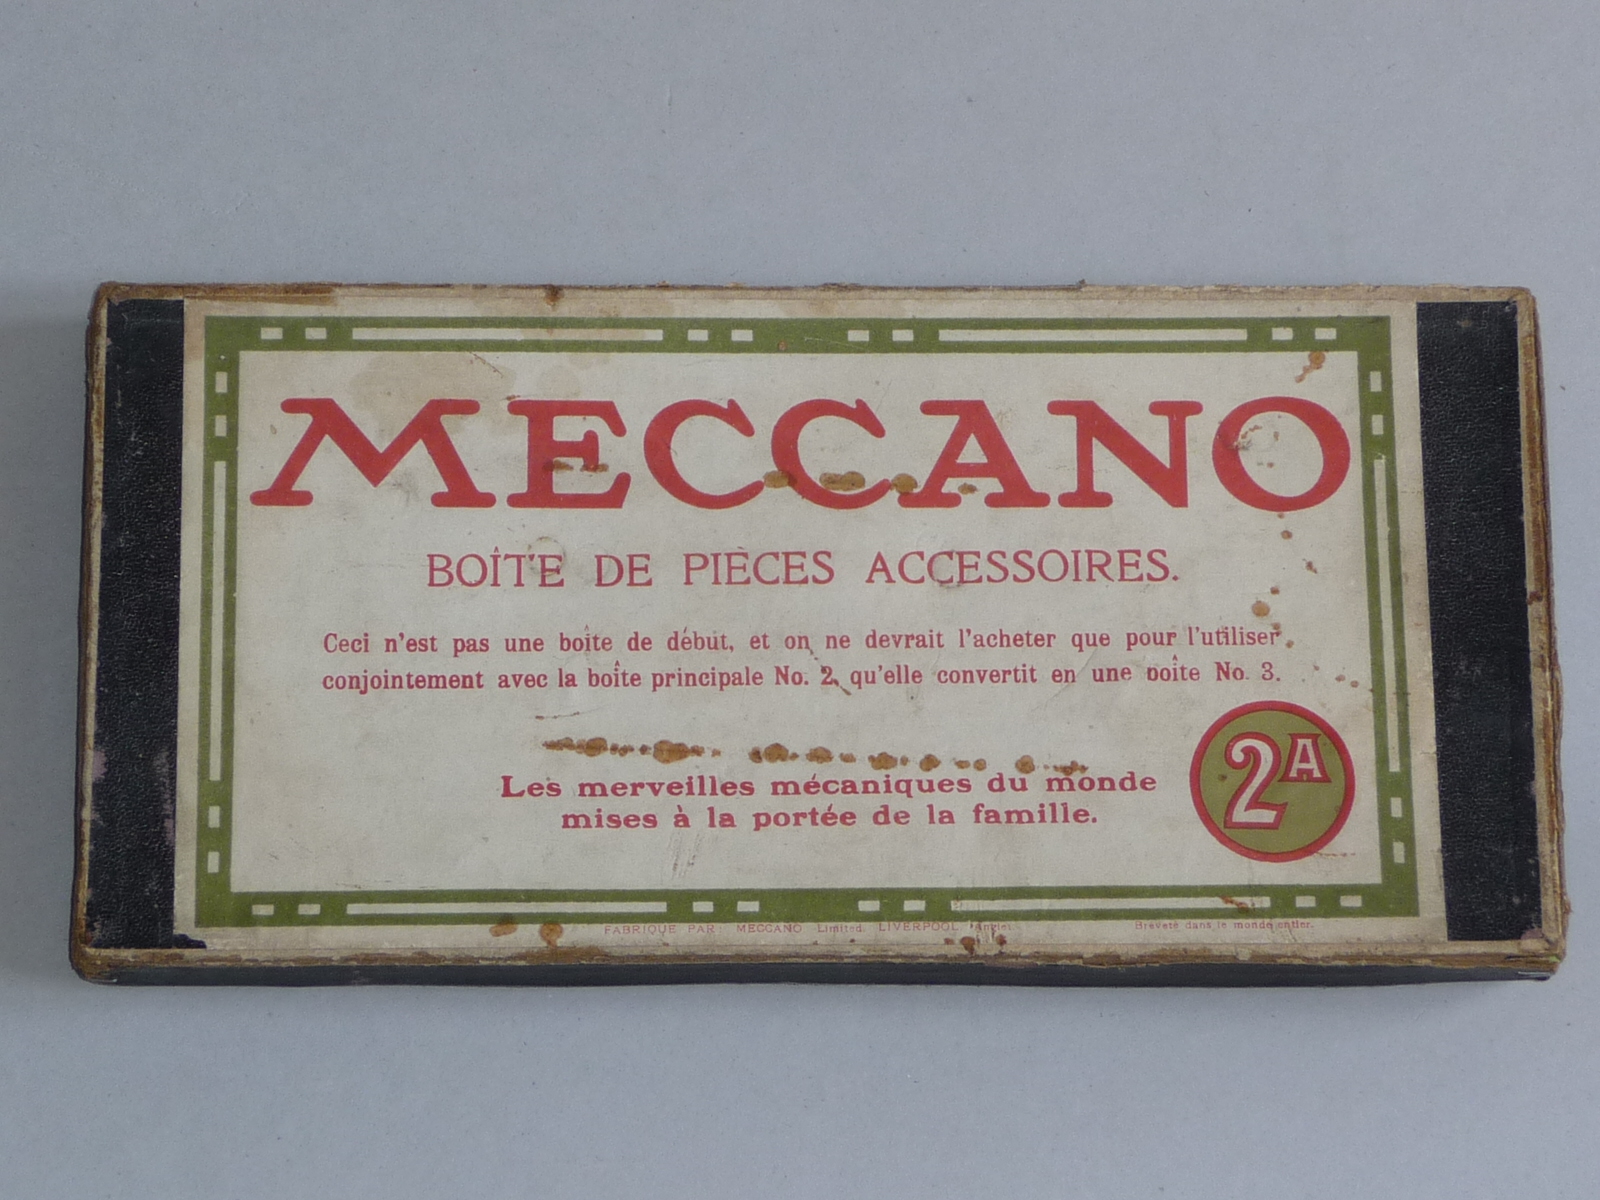 MECCANO
BOÎTE DE PIÈCES ACCESSOIRES.
Ceci n'est pas une boîte de début, et on ne devrait l'acheter que pour l'utiliser
conjointement avec la boîte principale No. 2, qu'elle convertit en une boîte No. 3.
Les merveilles mécaniques du monde
mises à la portée de la famille.
2A
FABRIQUÉ PAR MECCANO Limited. LIVERPOOL
Breveté dans le monde entier.